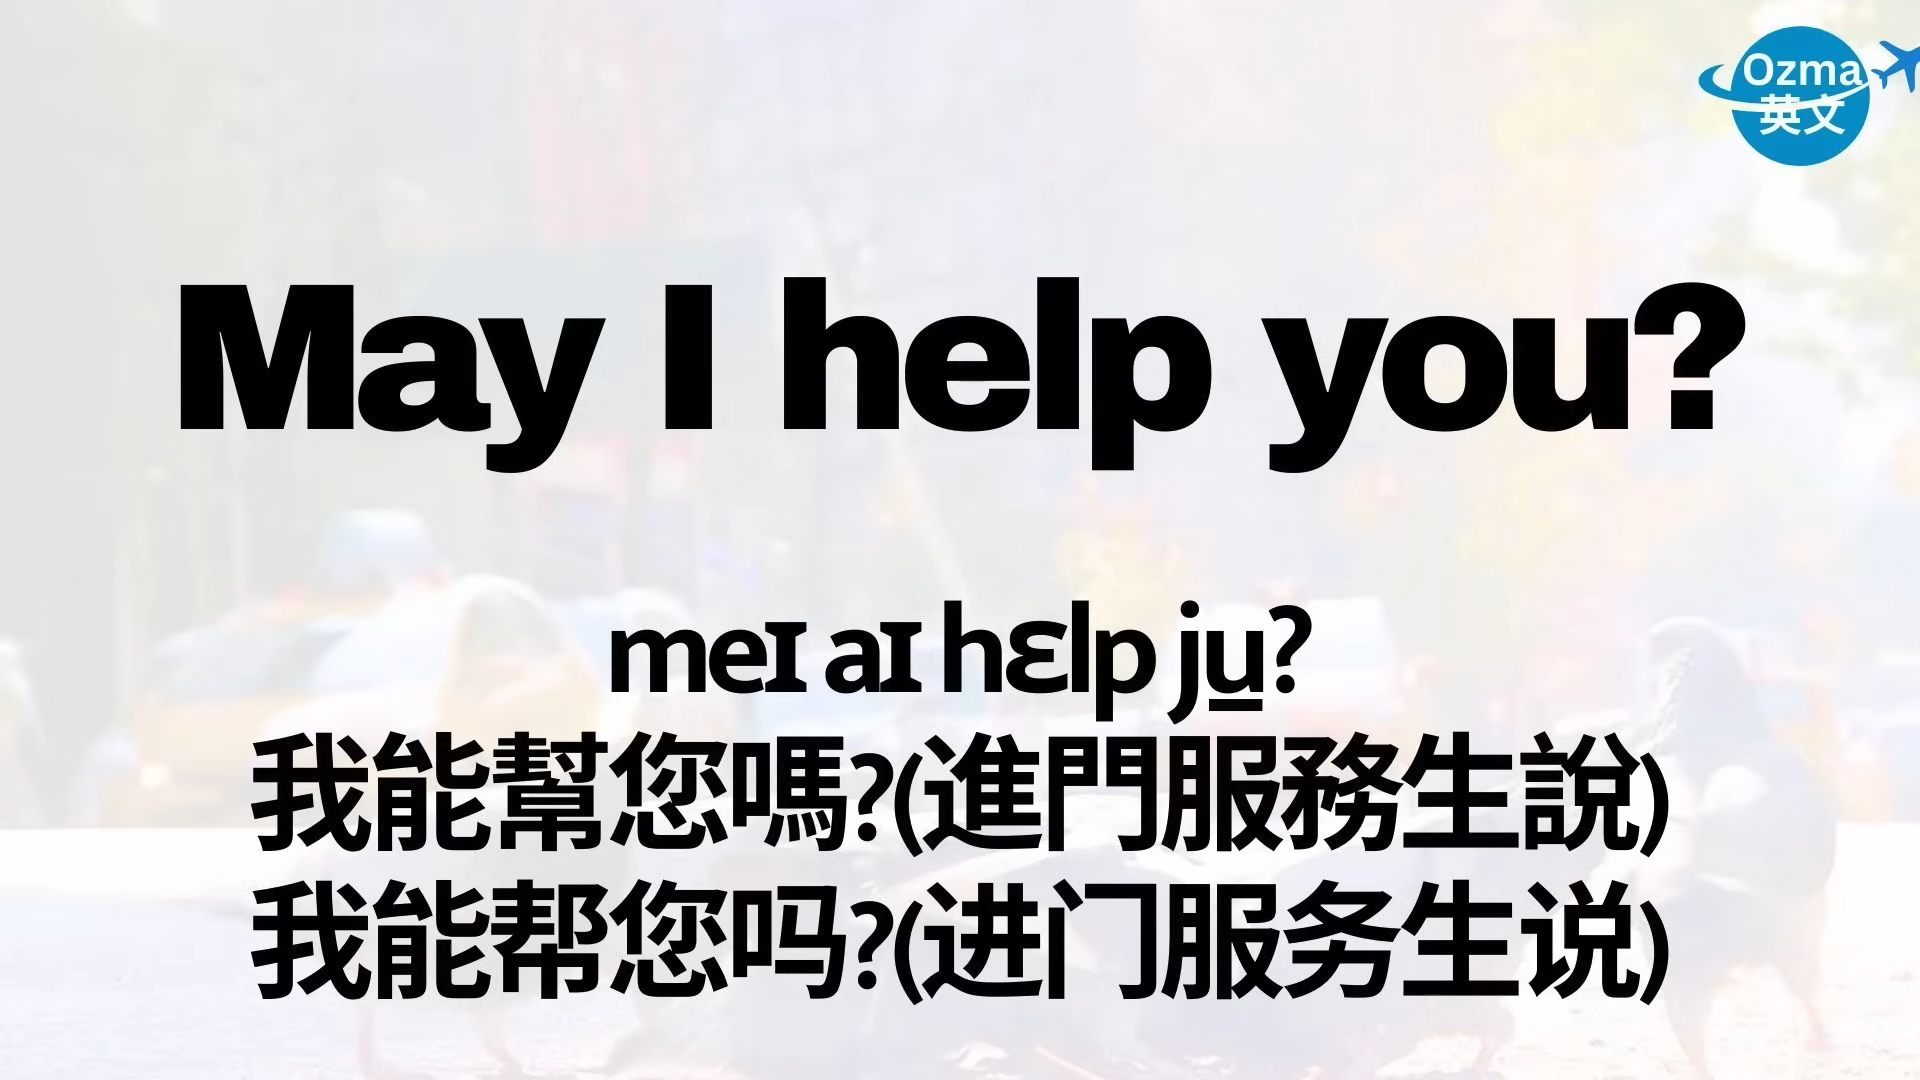 Ozma
英文
May I help you?
meɪ aɪ hɛlp ju̲?
我能幫您嗎?(進門服務生說)
我能帮您吗?(进门服务生说)